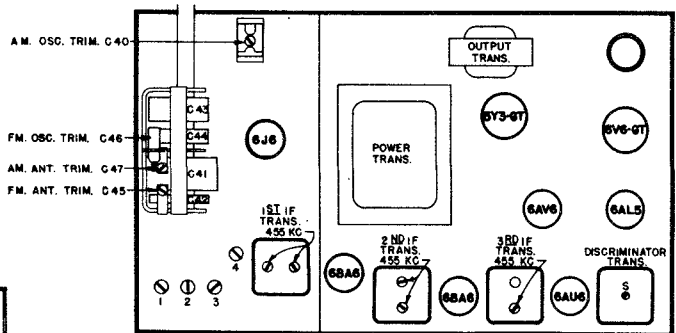 A.M. OSC. TRIM. C40
FM. OSC. TRIM. C46
AM. ANT. TRIM. C47
FM. ANT. TRIM. C45
C43
C44
C41
C42
6J6
1ST IF
TRANS.
455 KC
4
1 2 3
POWER
TRANS.
OUTPUT
TRANS.
5Y3-GT
6V6-GT
6AV6
6AL5
2ND IF
TRANS.
455 KC
3RD IF
TRANS.
455 KC
DISCRIMINATOR
TRANS.
S
6BA6
6BA6
6AU6